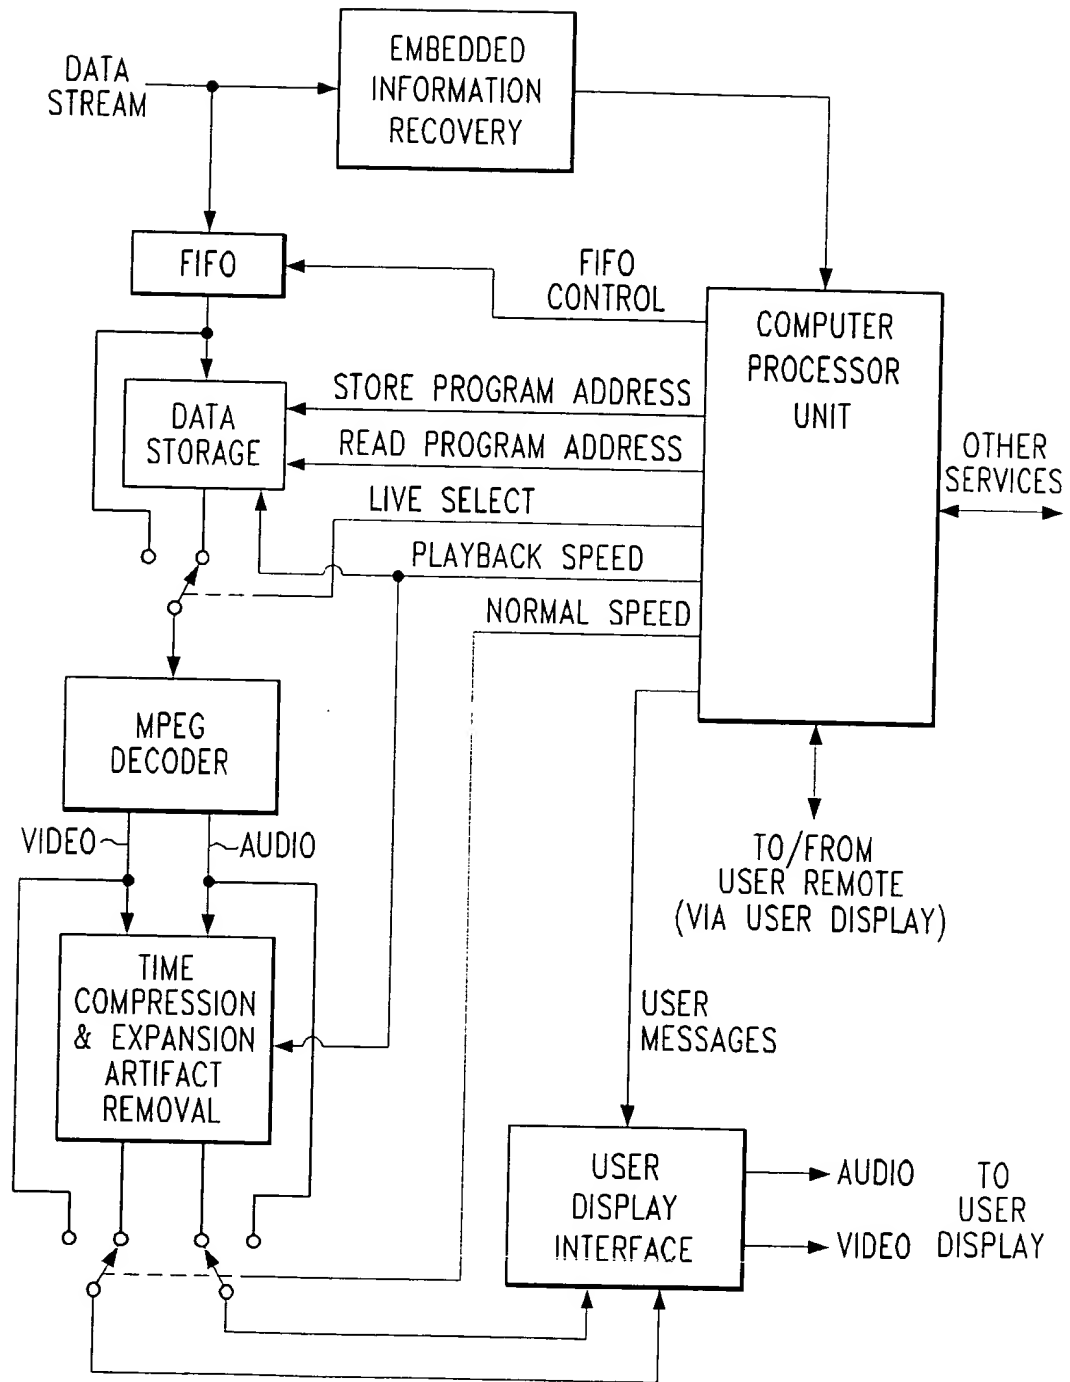 EMBEDDED
INFORMATION
RECOVERY
DATA
STREAM
FIFO
FIFO
CONTROL
COMPUTER
PROCESSOR
UNIT
STORE PROGRAM ADDRESS
DATA
STORAGE
READ PROGRAM ADDRESS
OTHER
SERVICES
LIVE SELECT
PLAYBACK SPEED
NORMAL SPEED
MPEG
DECODER
VIDEO
AUDIO
TO/FROM
USER REMOTE
(VIA USER DISPLAY)
TIME
COMPRESSION
& EXPANSION
ARTIFACT
REMOVAL
USER
MESSAGES
USER
DISPLAY
INTERFACE
AUDIO
VIDEO
TO
USER
DISPLAY